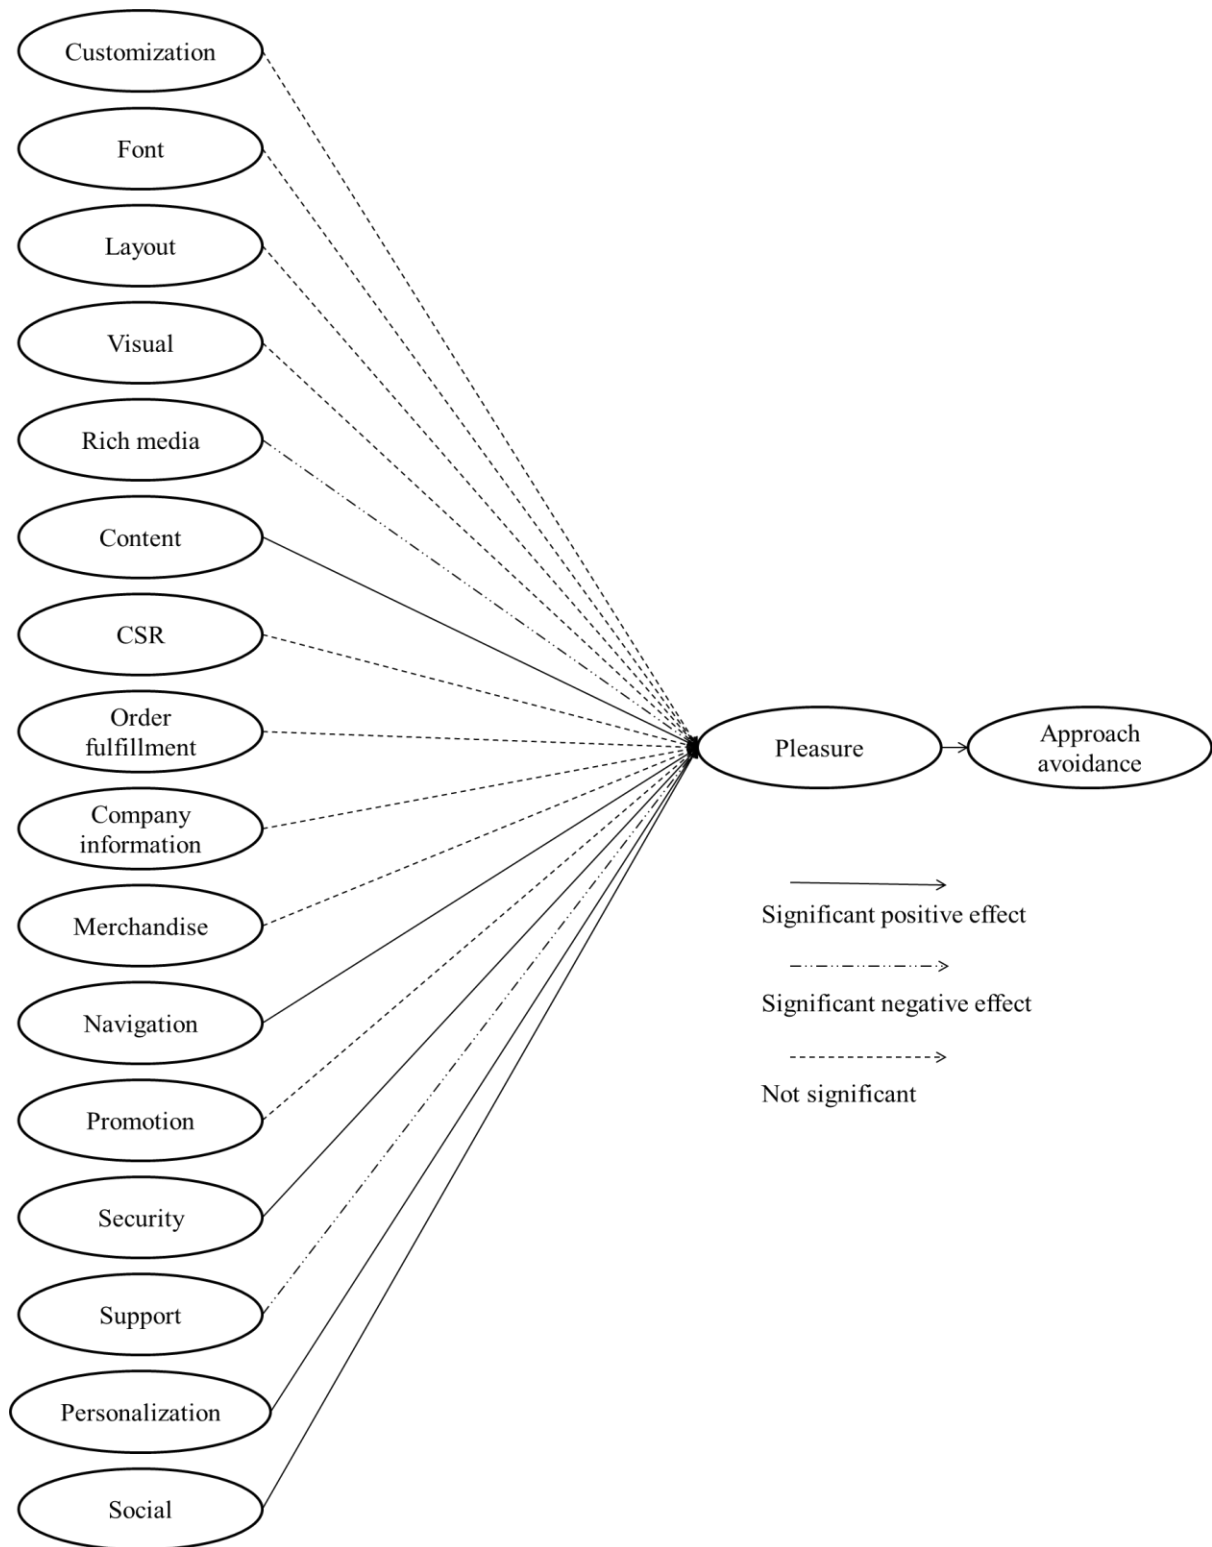 Customization
Font
Layout
Visual
Rich media
Content
CSR
Order
fulfillment
Company
information
Merchandise
Navigation
Promotion
Security
Support
Personalization
Social
Pleasure
Approach
avoidance
Significant positive effect
Significant negative effect
Not significant